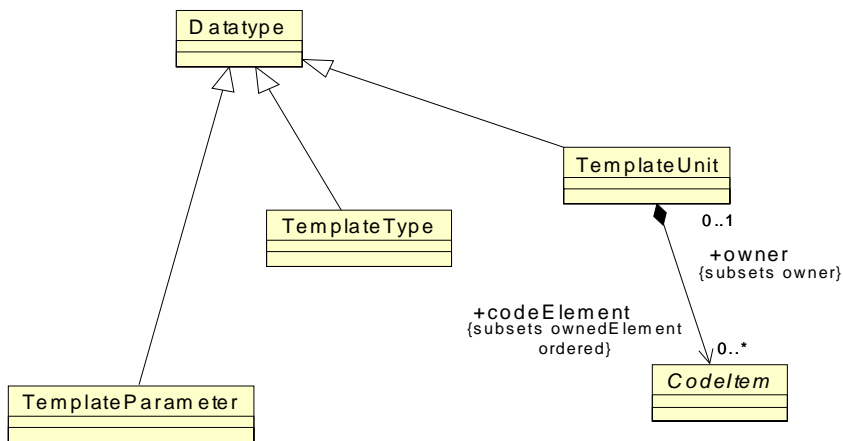 Datatype
TemplateUnit
0..1
TemplateType
+owner
{subsets owner}
+codeElement
{subsets ownedElement
ordered}
0..*
CodeItem
TemplateParameter